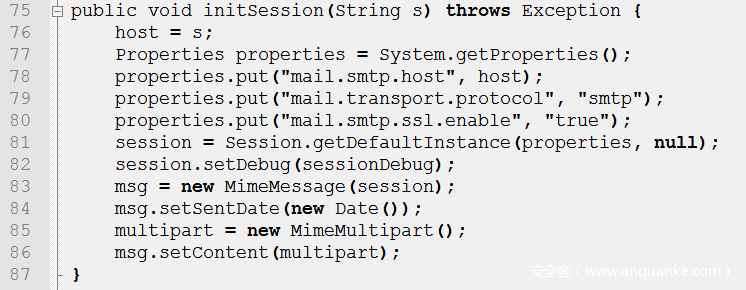 75 public void initSession(String s) throws Exception {
76 host = s;
77 Properties properties = System.getProperties();
78 properties.put("mail.smtp.host", host);
79 properties.put("mail.transport.protocol", "smtp");
80 properties.put("mail.smtp.ssl.enable", "true");
81 session = Session.getDefaultInstance(properties, null);
82 session.setDebug(sessionDebug);
83 msg = new MimeMessage(session);
84 msg.setSentDate(new Date());
85 multipart = new MimeMultipart();
86 msg.setContent(multipart);
87 }
安全客（www.anquanke.com）